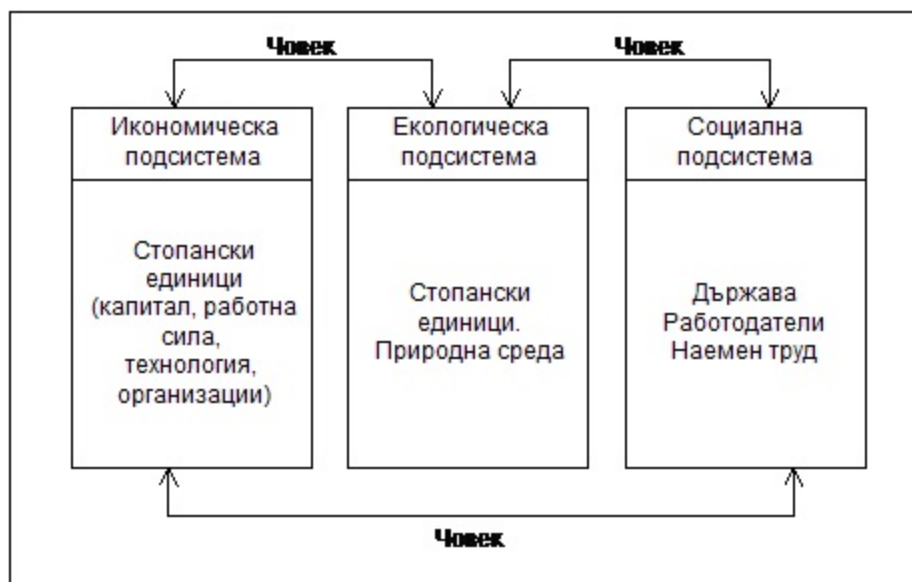 Човек
Човек
Икономическа
подсистема
Стопански
единици
(капитал, работна
сила,
технология,
организации)
Екологическа
подсистема
Стопански
единици.
Природна среда
Социална
подсистема
Държава
Работодатели
Наемен труд
Човек